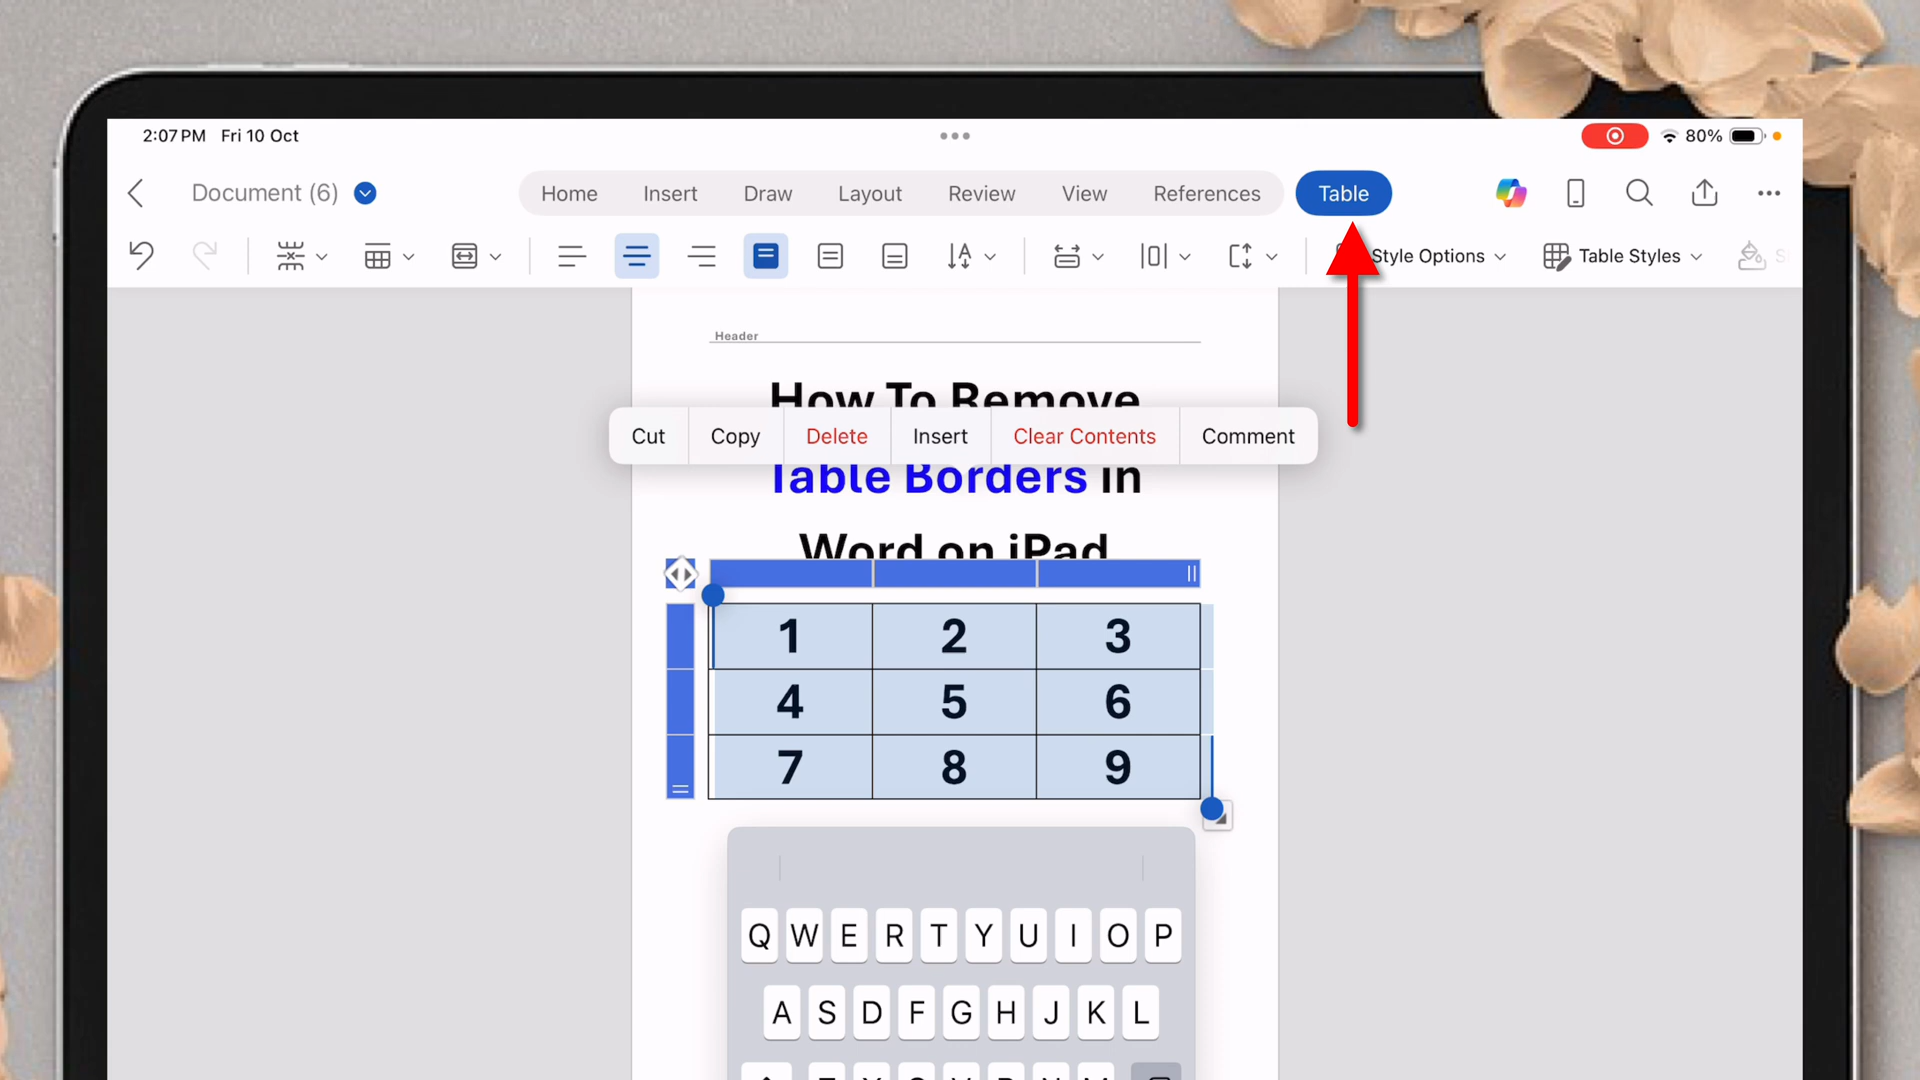 2:07 PM Fri 10 Oct
80%
Document (6)
Home Insert Draw Layout Review View References Table
Style Options Table Styles
Header
How To Remove
Cut Copy Delete Insert Clear Contents Comment
Table Borders in
Word on iPad
1 2 3
4 5 6
7 8 9
Q W E R T Y U I O P
A S D F G H J K L